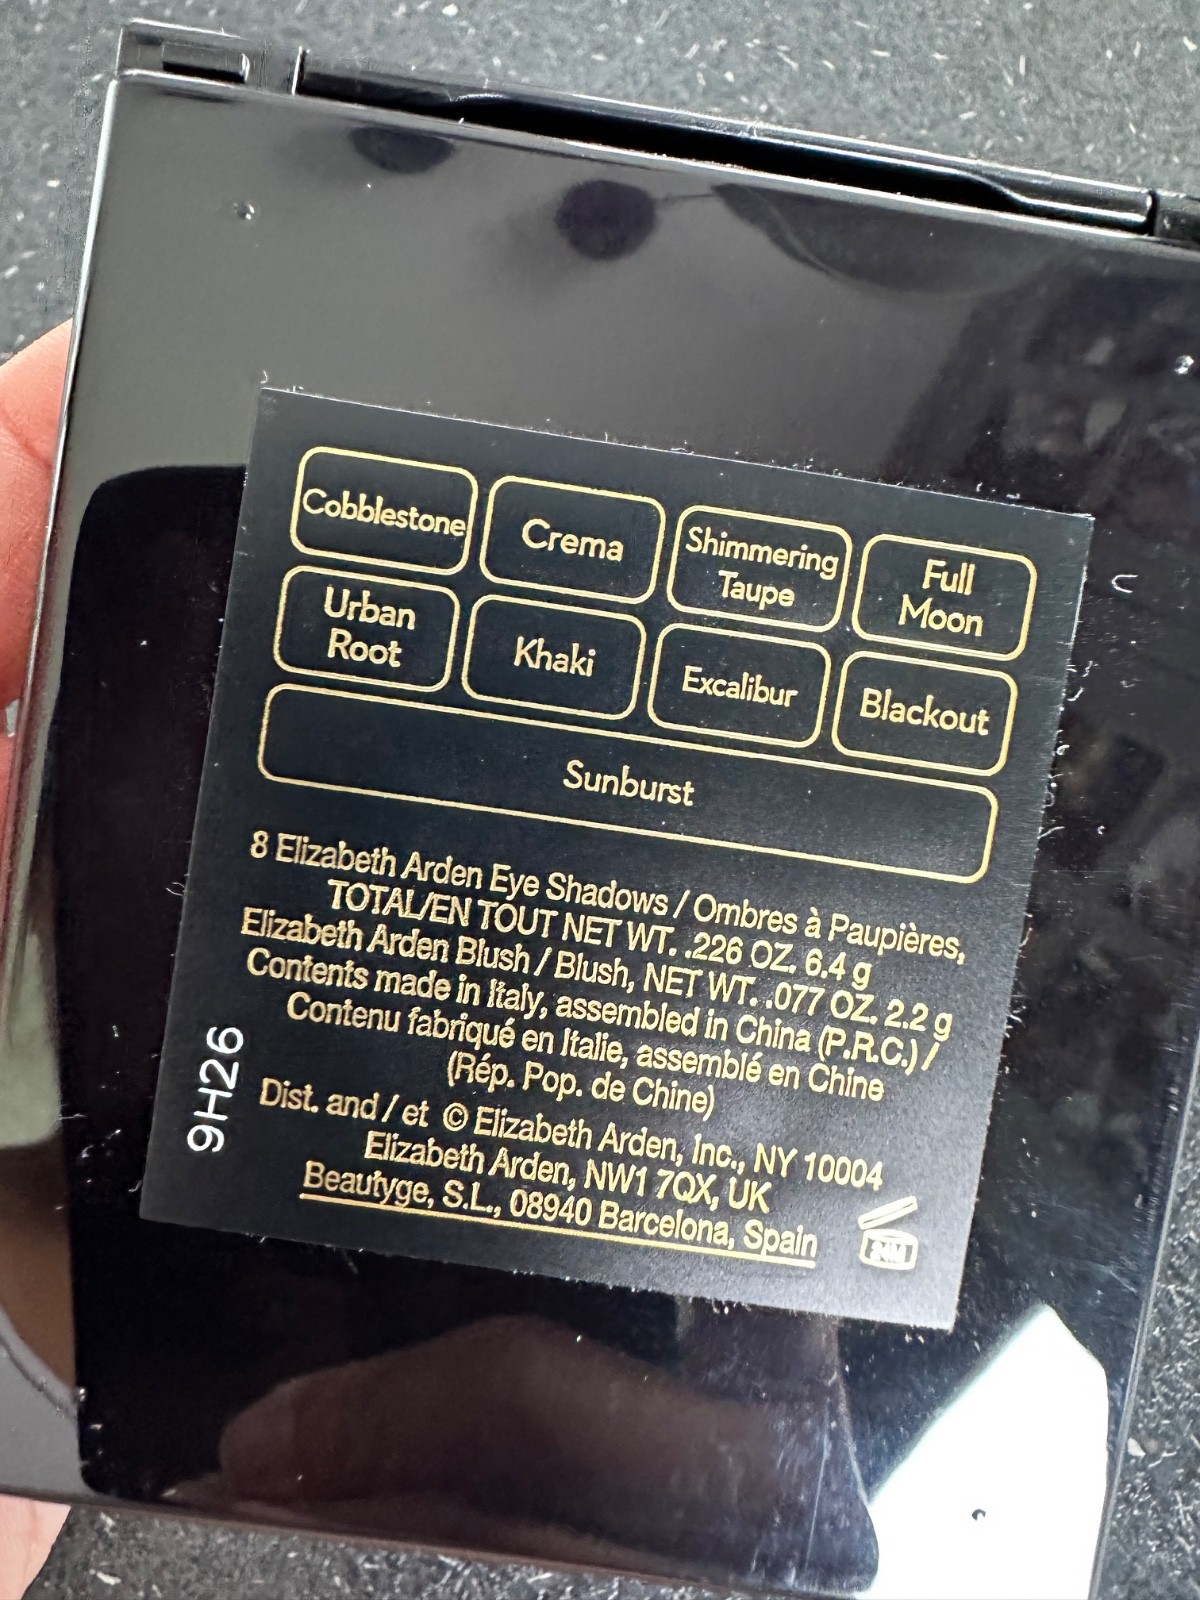 Cobblestone
Crema
Shimmering
Taupe
Full
Moon
Urban
Root
Khaki
Excalibur
Blackout
Sunburst
8 Elizabeth Arden Eye Shadows / Ombres à Paupières,
TOTAL/EN TOUT NET WT. .226 OZ. 6.4 g
Elizabeth Arden Blush / Blush, NET WT. .077 OZ. 2.2 g
Contents made in Italy, assembled in China (P.R.C.) /
Contenu fabriqué en Italie, assemblé en Chine
(Rép. Pop. de Chine)
Dist. and / et © Elizabeth Arden, Inc., NY 10004
Elizabeth Arden, NW1 7QX, UK
Beautyge, S.L., 08940 Barcelona, Spain
24M
9H26